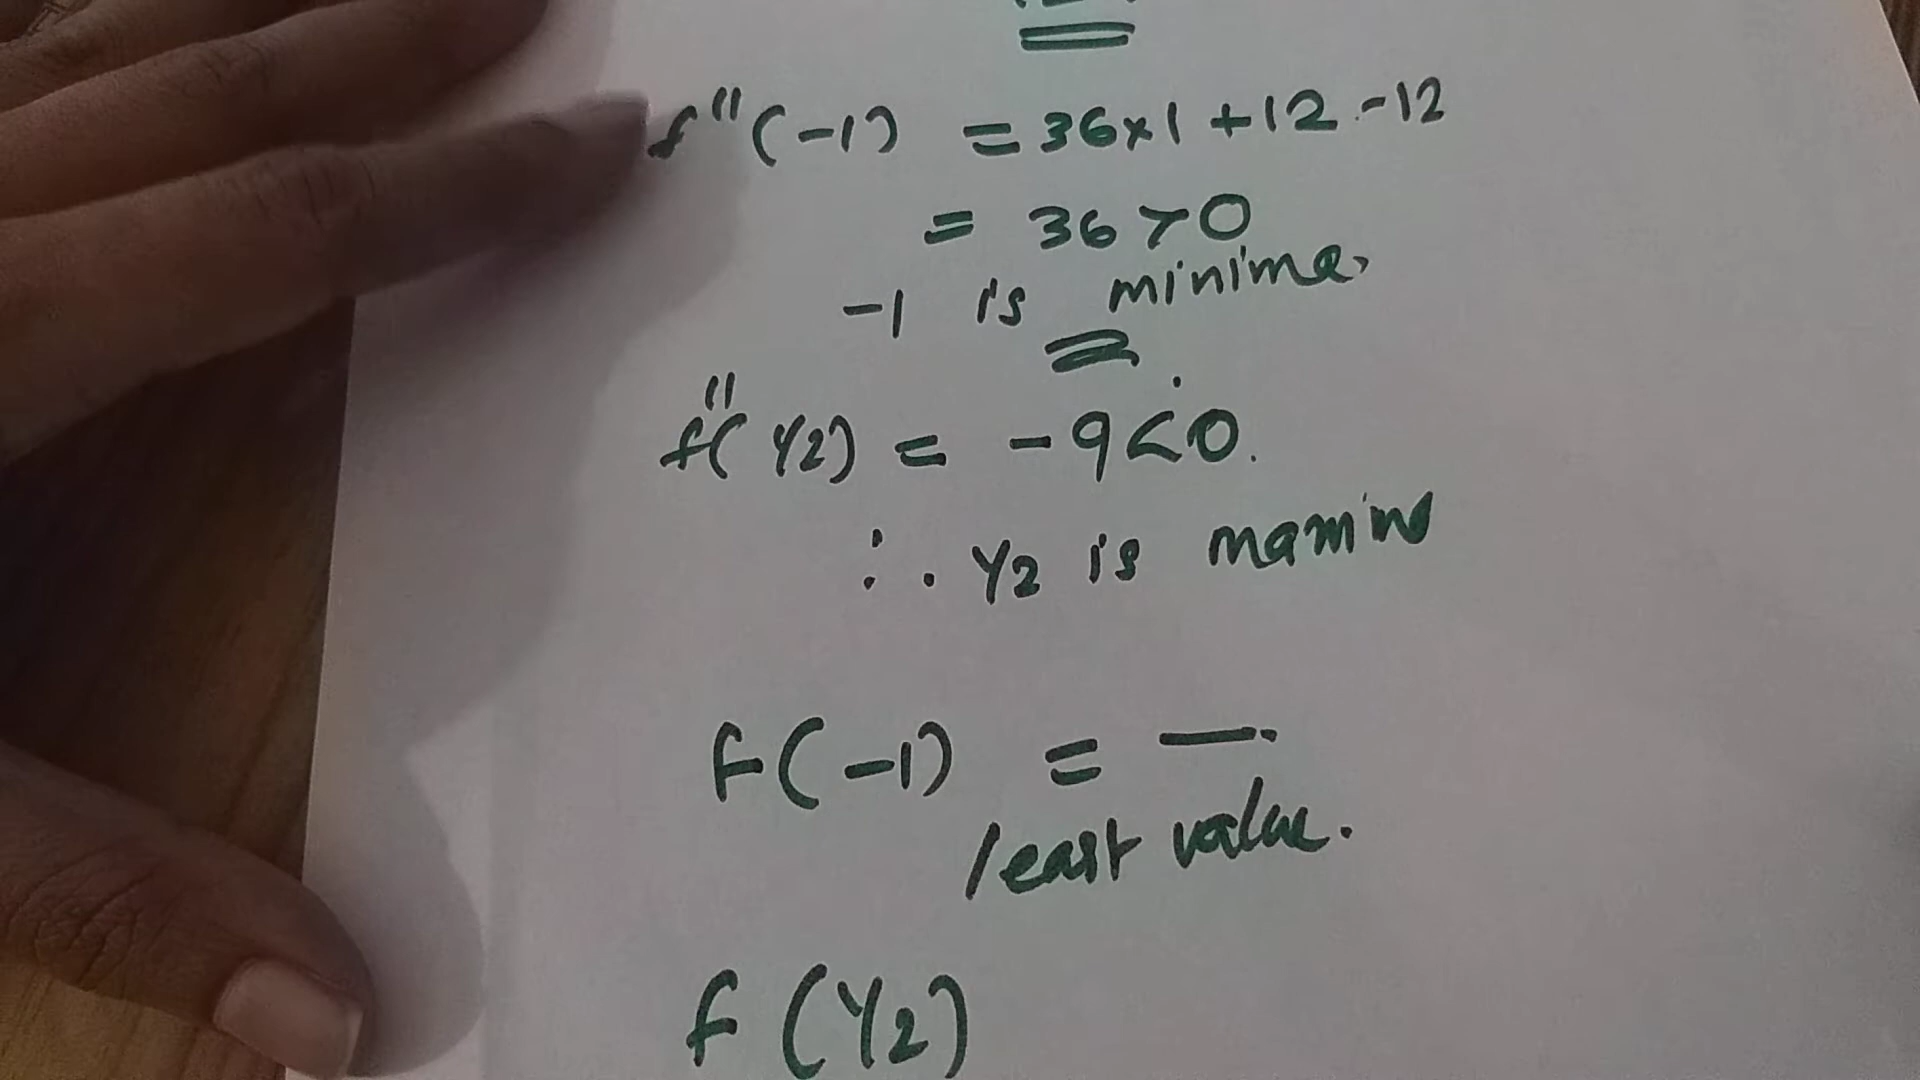 f''(-1) = 36×1+12-12
= 36>0
-1 is minima.
f''(1/2) = -9<0.
∴ 1/2 is
f(-1) = —.
least value.
f(1/2)